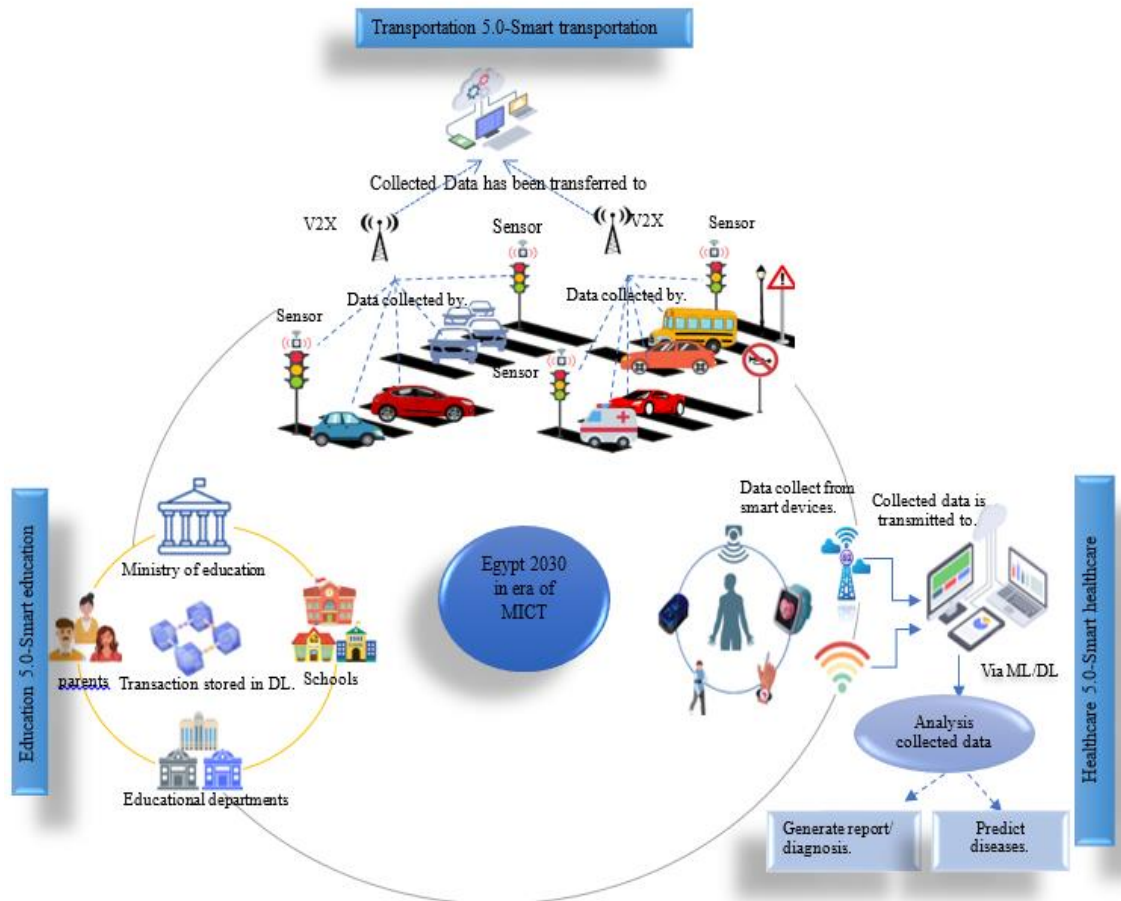 Transportation 5.0-Smart transportation
Collected Data has been transferred to
V2X
Sensor
V2X
Sensor
Data collected by.
Data collected by.
Sensor
Sensor
Education 5.0-Smart education
Ministry of education
parents
Transaction stored in DL.
Schools
Educational departments
Egypt 2030
in era of
MICT
Data collect from
smart devices.
Collected data is
transmitted to.
Via ML/DL
Analysis
collected data
Generate report/
diagnosis.
Predict
diseases.
Healthcare 5.0-Smart healthcare